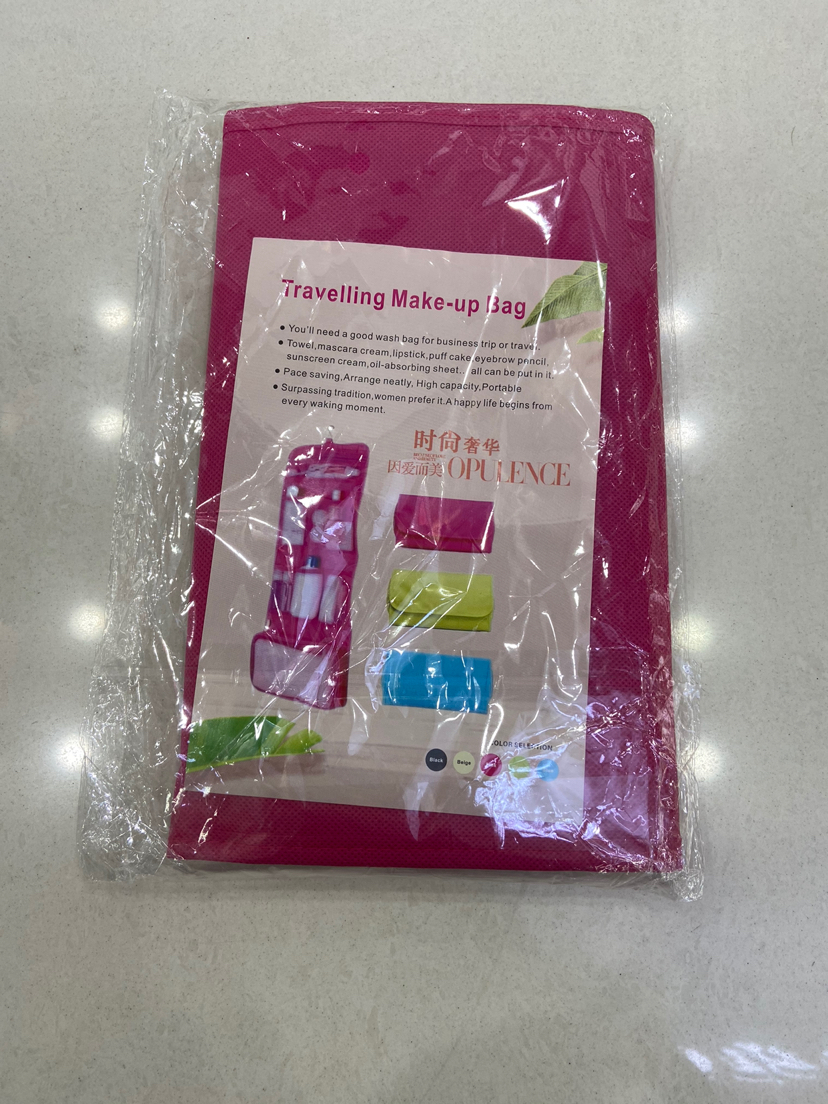 Travelling Make-up Bag
● You'll need a good wash bag for business trip or travel.
● Towel,mascara cream,lipstick,puff cake,eyebrow pencil,
sunscreen cream,oil-absorbing sheet... all can be put in it.
● Pace saving,Arrange neatly, High capacity,Portable
● Surpassing tradition,women prefer it.A happy life begins from
every waking moment.
时尚奢华
因爱而美 OPULENCE
COLOR SELECTION
Black Beige